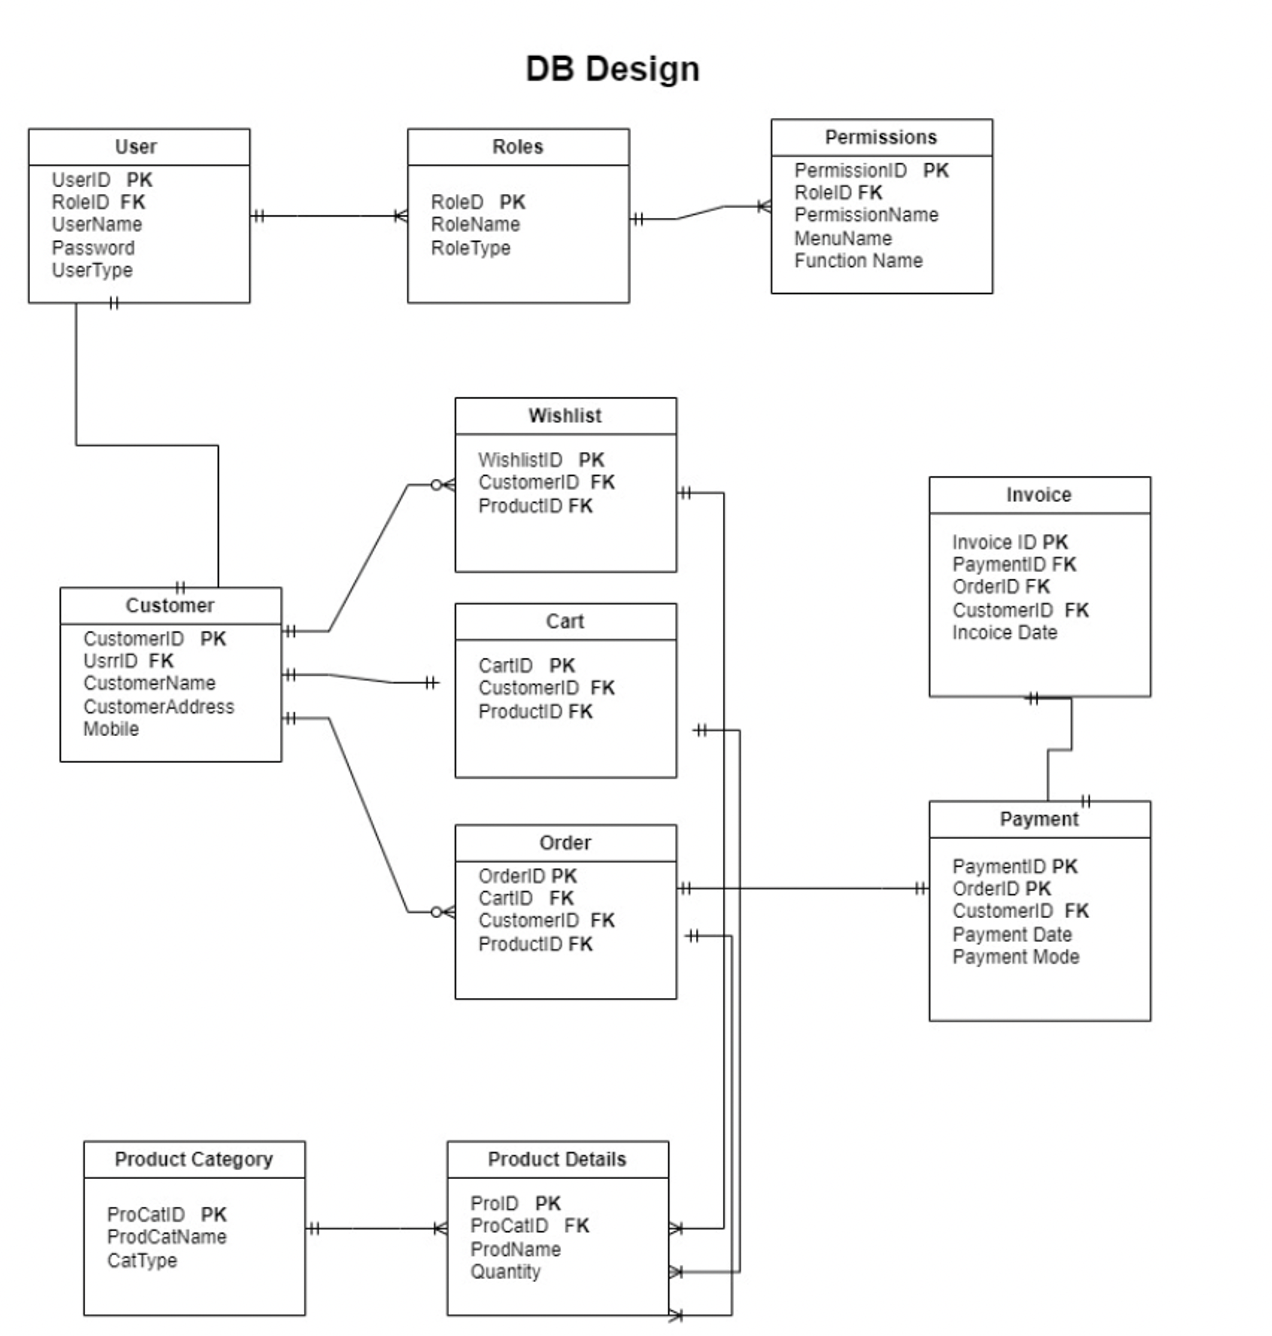 DB Design
User
UserID PK
RoleID FK
UserName
Password
UserType
Roles
RoleD PK
RoleName
RoleType
Permissions
PermissionID PK
RoleID FK
PermissionName
MenuName
Function Name
Wishlist
WishlistID PK
CustomerID FK
ProductID FK
Invoice
Invoice ID PK
PaymentID FK
OrderID FK
CustomerID FK
Incoice Date
Customer
CustomerID PK
UsrrID FK
CustomerName
CustomerAddress
Mobile
Cart
CartID PK
CustomerID FK
ProductID FK
Order
OrderID PK
CartID FK
CustomerID FK
ProductID FK
Payment
PaymentID PK
OrderID PK
CustomerID FK
Payment Date
Payment Mode
Product Category
ProCatID PK
ProdCatName
CatType
Product Details
ProID PK
ProCatID FK
ProdName
Quantity